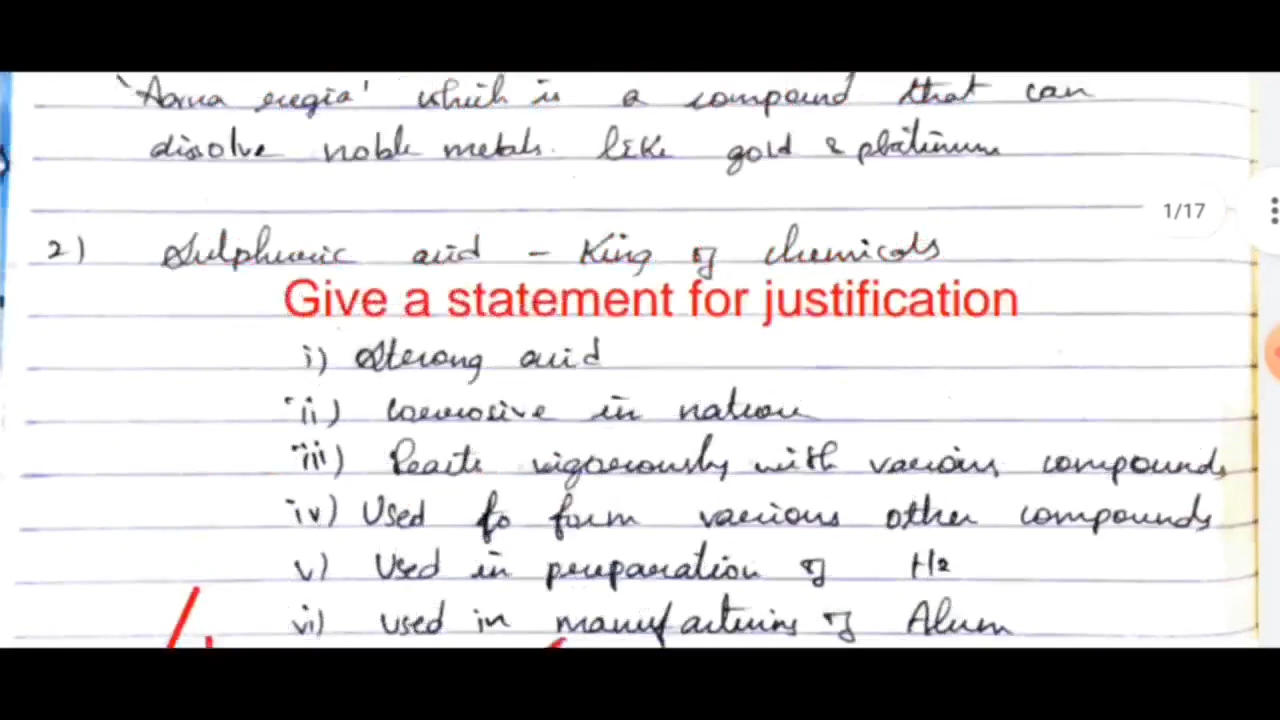 'Aqua regia' which is a compound that can
dissolve noble metals. like gold & platinum
1/17
2) Sulphuric acid - King of chemicals
Give a statement for justification
i) Strong acid
ii) Corrosive in nature
iii) Reacts vigorously with various compounds
iv) Used to form various other compounds
v) Used in preparation of H2
vi) used in manufacturing of Alum